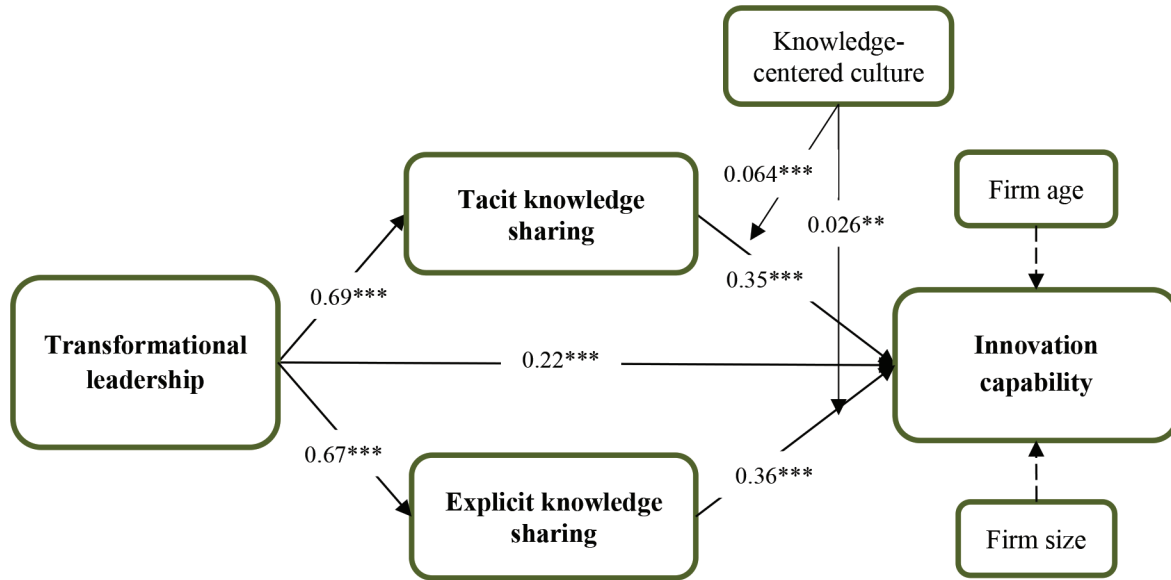 Knowledge-
centered culture
0.064***
Tacit knowledge
sharing
0.026**
Firm age
0.35***
0.69***
Transformational
leadership
0.22***
Innovation
capability
0.67***
0.36***
Explicit knowledge
sharing
Firm size